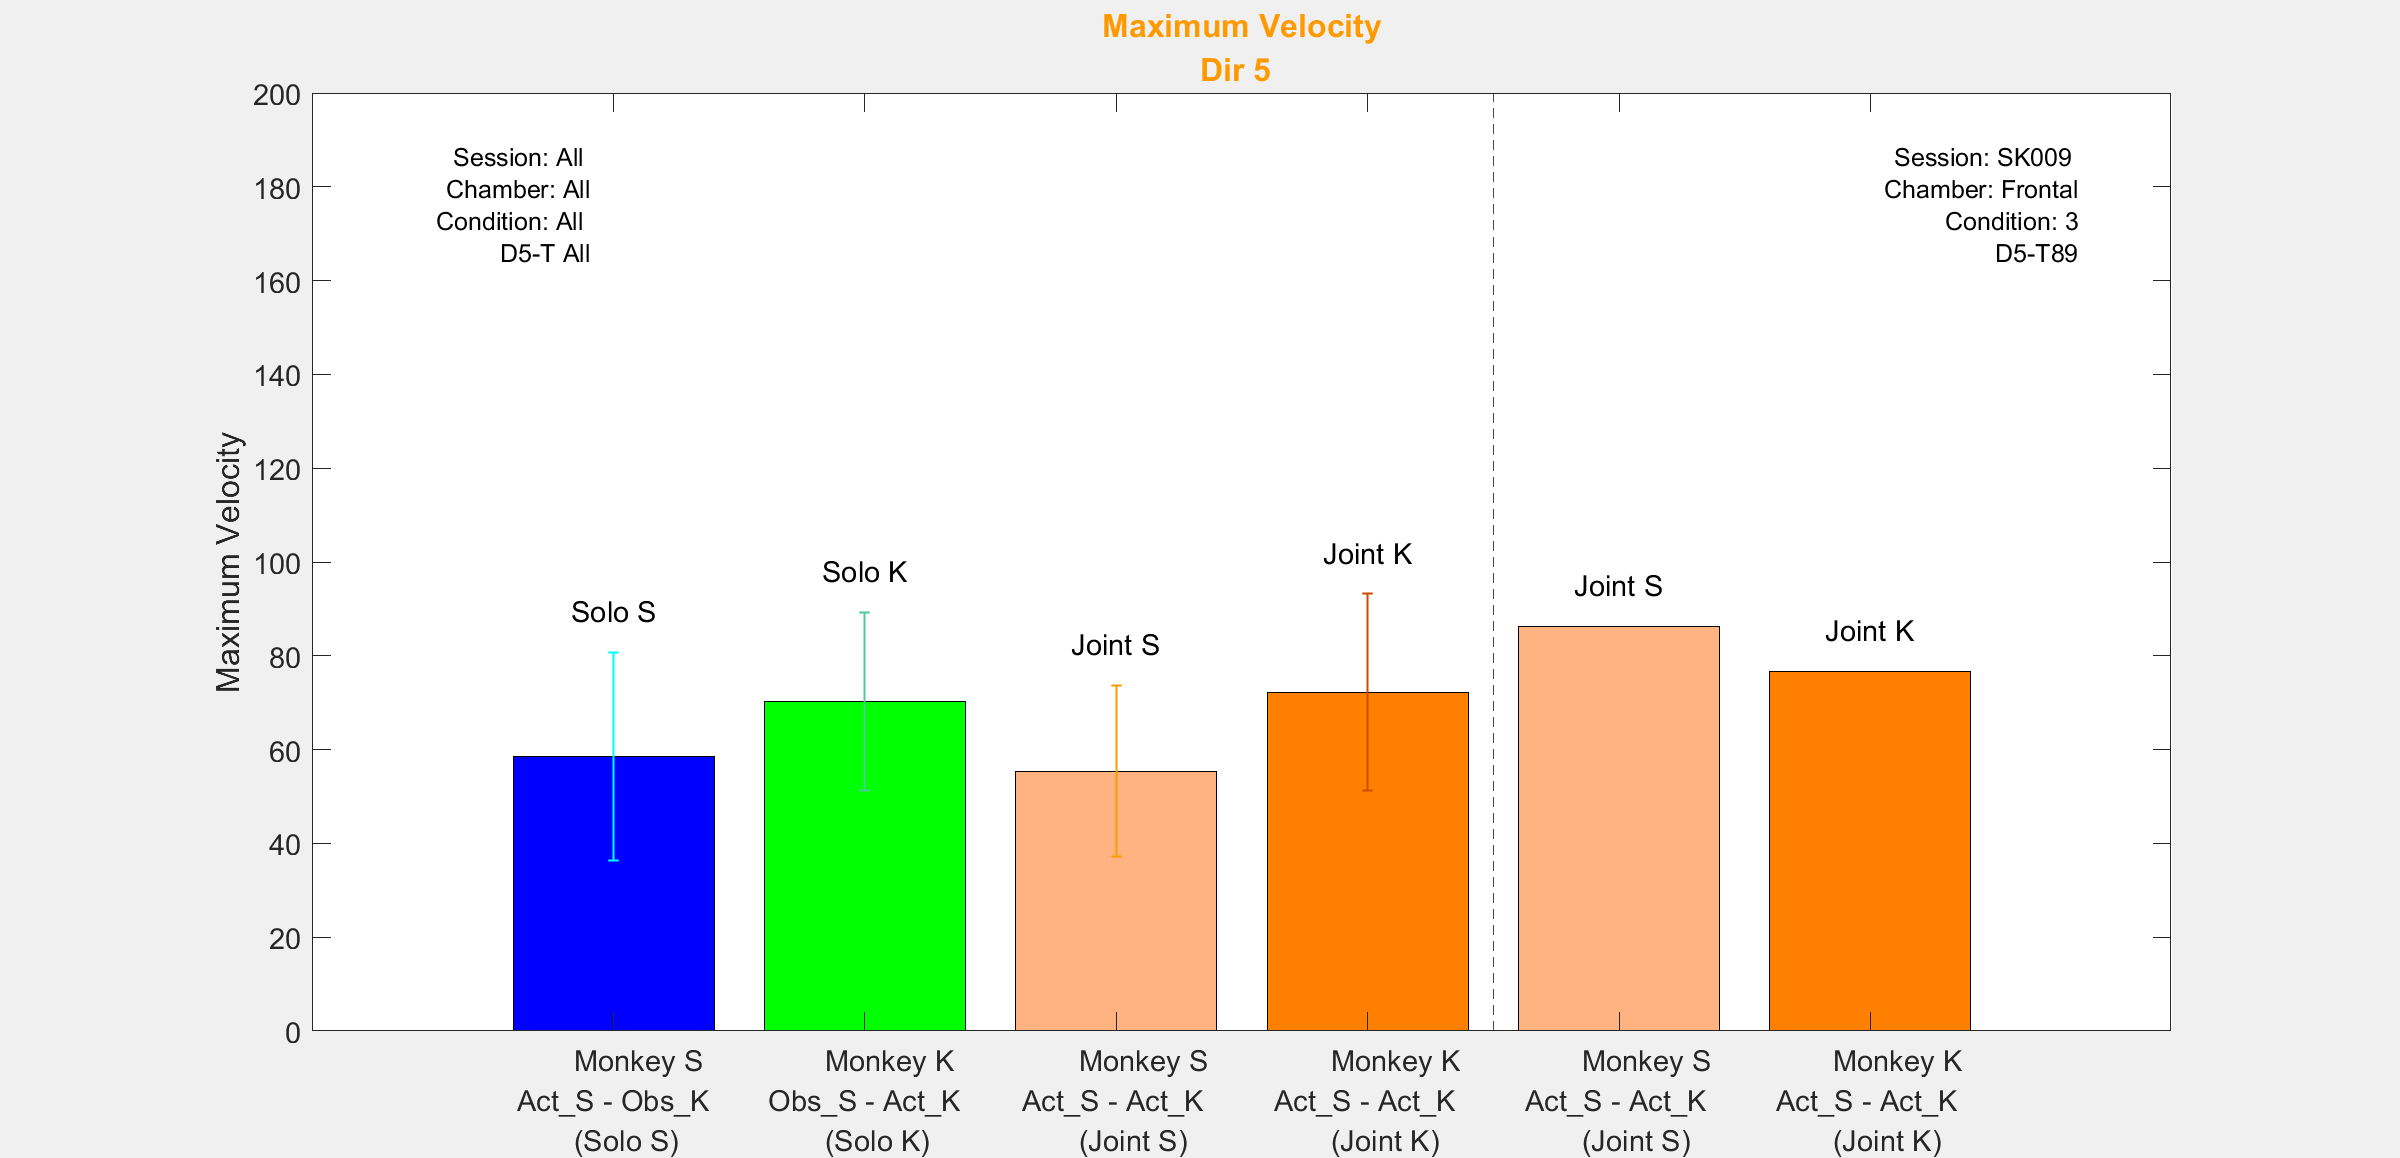 Maximum Velocity
Dir 5
200
180
160
140
120
100
80
60
40
20
0
Maximum Velocity
Session: All
Chamber: All
Condition: All
D5-T All
Session: SK009
Chamber: Frontal
Condition: 3
D5-T89
Solo S
Solo K
Joint S
Joint K
Joint S
Joint K
Monkey S
Act_S - Obs_K
(Solo S)
Monkey K
Obs_S - Act_K
(Solo K)
Monkey S
Act_S - Act_K
(Joint S)
Monkey K
Act_S - Act_K
(Joint K)
Monkey S
Act_S - Act_K
(Joint S)
Monkey K
Act_S - Act_K
(Joint K)